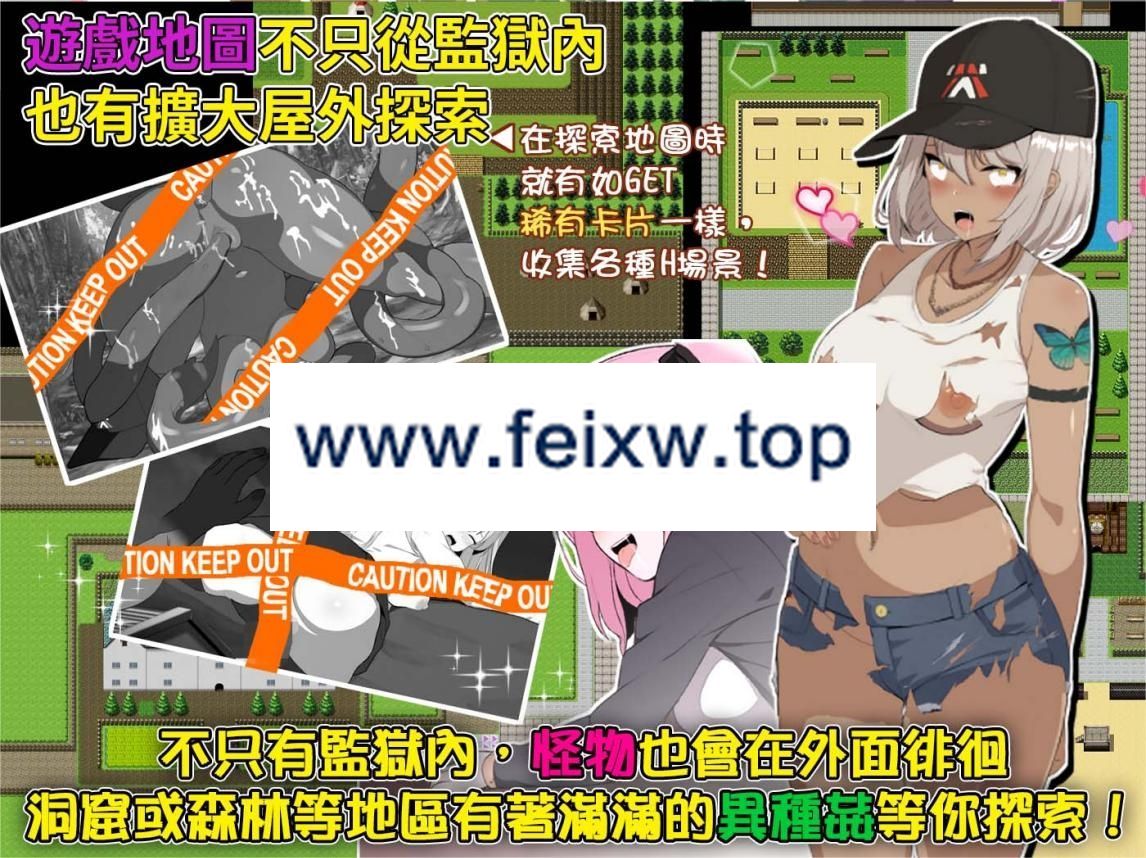 遊戲地圖不只從監獄內
也有擴大屋外探索
◀在探索地圖時
就有如GET
稀有卡片一樣，
收集各種H場景！
CAUTION KEEP OUT
CAUTION KEEP OUT
www.feixw.top
TION KEEP OUT
CAUTION KEEP OU
不只有監獄內，怪物也會在外面徘徊
洞窟或森林等地區有著滿滿的異種姦等你探索！